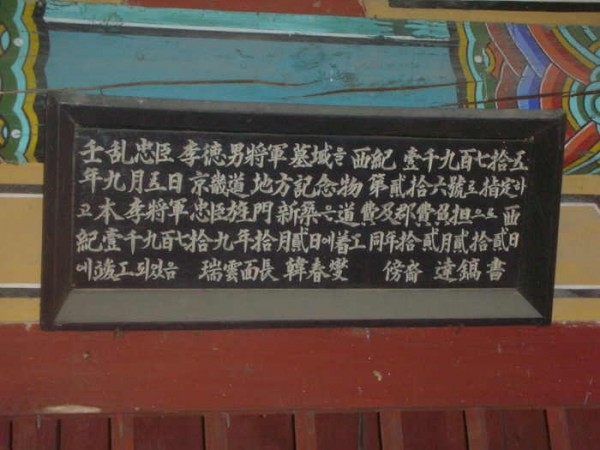 壬乱忠臣 李德男將軍 墓域을 西紀 壹千九百七拾五
年九月五日 京畿道 地方記念物 第貳拾六號로 指定하
고 本 李將軍忠臣旌門 新築을 道費及郡費負担으로 西
紀壹千九百七拾九年拾月貳日에着工 同年拾貳月貳拾貳日
에竣工되였음 瑞雲面長 韓春燮 傍裔 達鎬 書